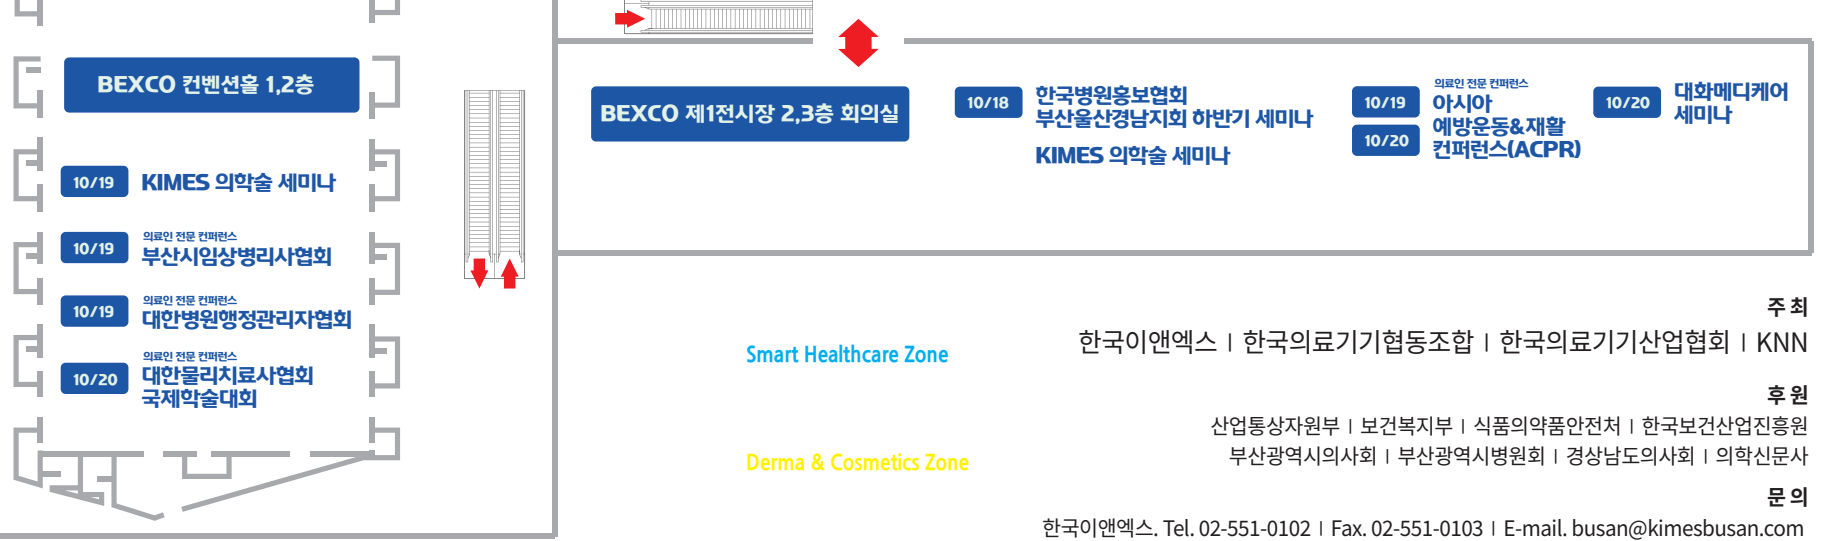 BEXCO 컨벤션홀 1,2층
10/19 KIMES 의학술 세미나
의료인 전문 컨퍼런스
10/19 부산시임상병리사협회
의료인 전문 컨퍼런스
10/19 대한병원행정관리자협회
의료인 전문 컨퍼런스
10/20 대한물리치료사협회
국제학술대회
BEXCO 제1전시장 2,3층 회의실
10/18 한국병원홍보협회
부산울산경남지회 하반기 세미나
KIMES 의학술 세미나
의료인 전문 컨퍼런스
10/19 아시아
예방운동&재활
10/20 컨퍼런스(ACPR)
10/20 대화메디케어
세미나
Smart Healthcare Zone
Derma & Cosmetics Zone
주 최
한국이앤엑스 | 한국의료기기협동조합 | 한국의료기기산업협회 | KNN
후 원
산업통상자원부 | 보건복지부 | 식품의약품안전처 | 한국보건산업진흥원
부산광역시의사회 | 부산광역시병원회 | 경상남도의사회 | 의학신문사
문 의
한국이앤엑스. Tel. 02-551-0102 | Fax. 02-551-0103 | E-mail. busan@kimesbusan.com